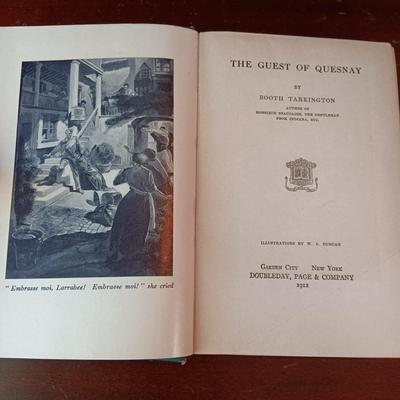 "Embrasse moi, Larrabee! Embrasse moi!" she cried
THE GUEST OF QUESNAY
BY
BOOTH TARKINGTON
AUTHOR OF
MONSIEUR BEAUCAIRE, THE GENTLEMAN
FROM INDIANA, ETC.
ILLUSTRATIONS BY W. J. DUNCAN
GARDEN CITY NEW YORK
DOUBLEDAY, PAGE & COMPANY
1912